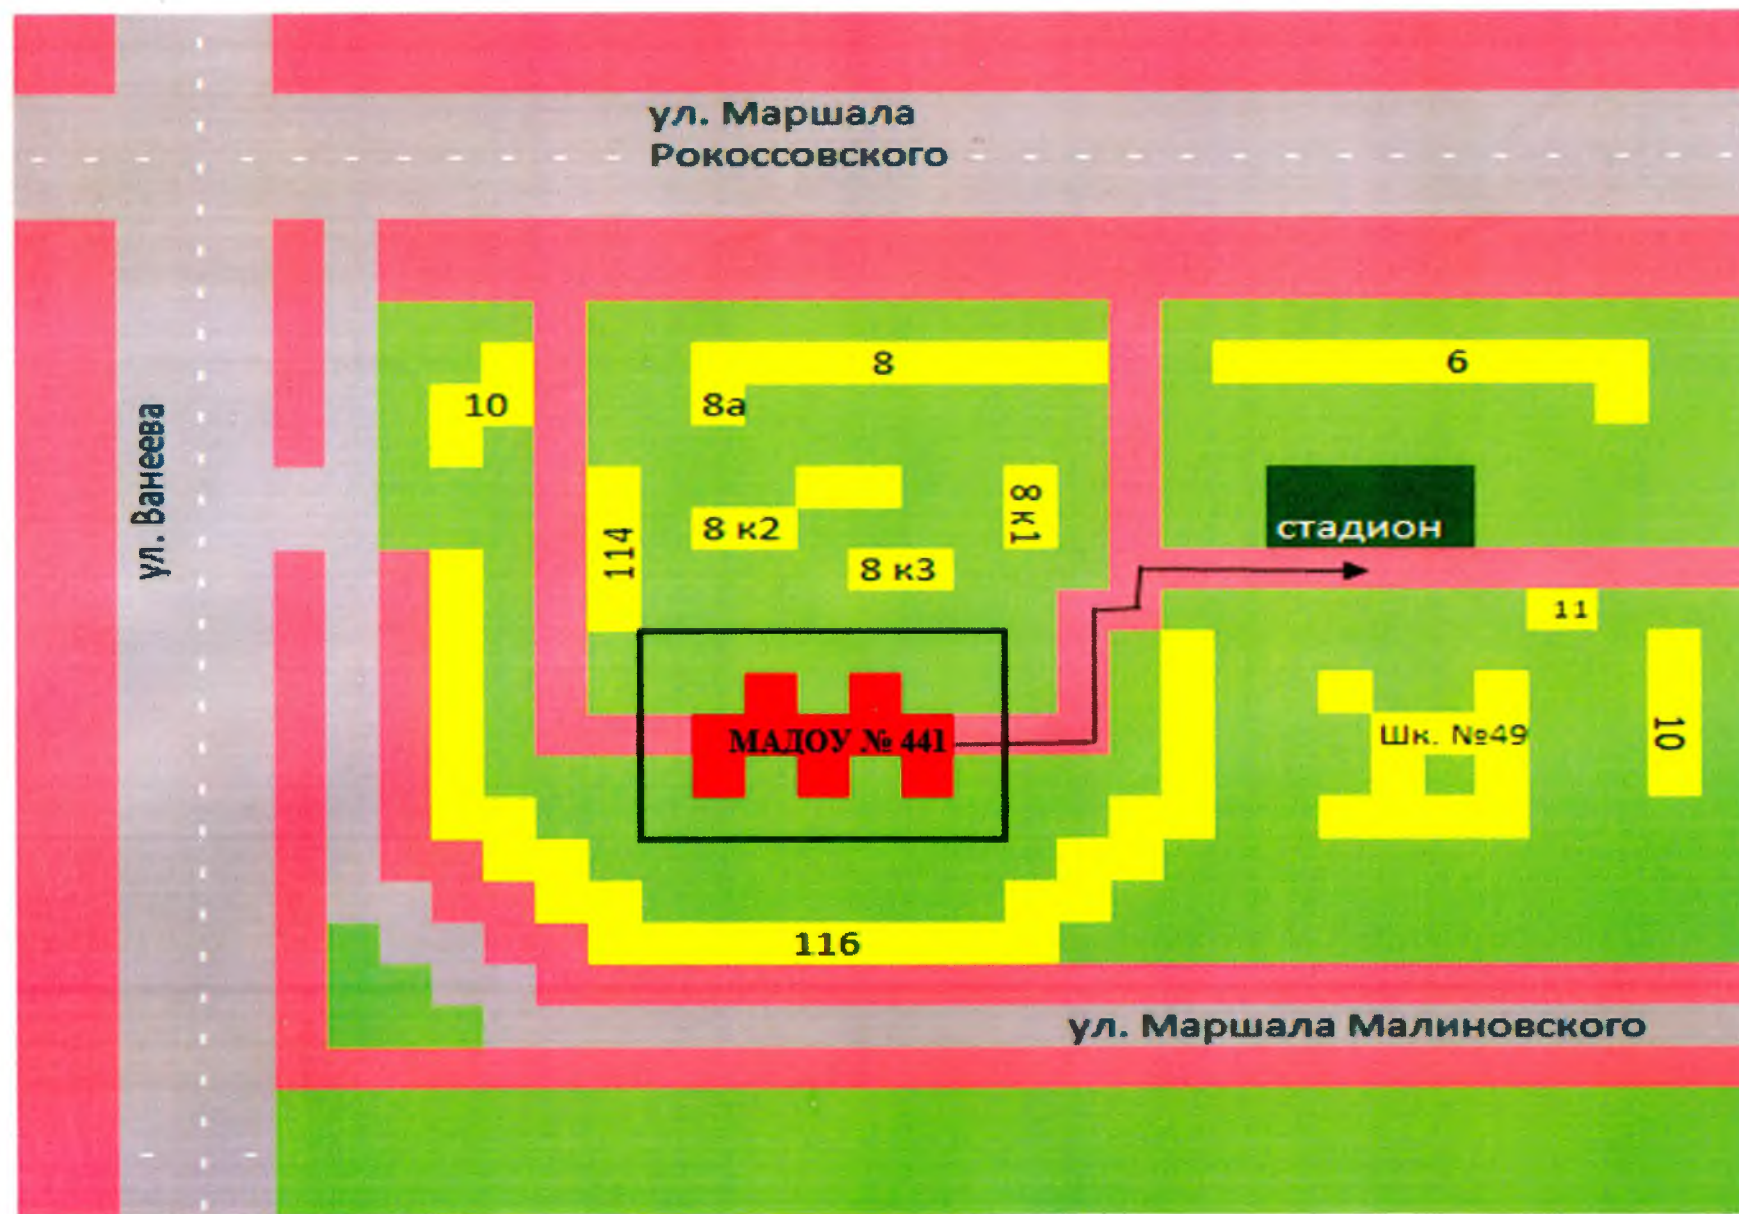 ул. Маршала
Рокоссовского
8
6
10
8а
ул. Ванеева
8 к1
114
8 к2
стадион
8 к3
11
МАДОУ № 441
Шк. №49
10
116
ул. Маршала Малиновского